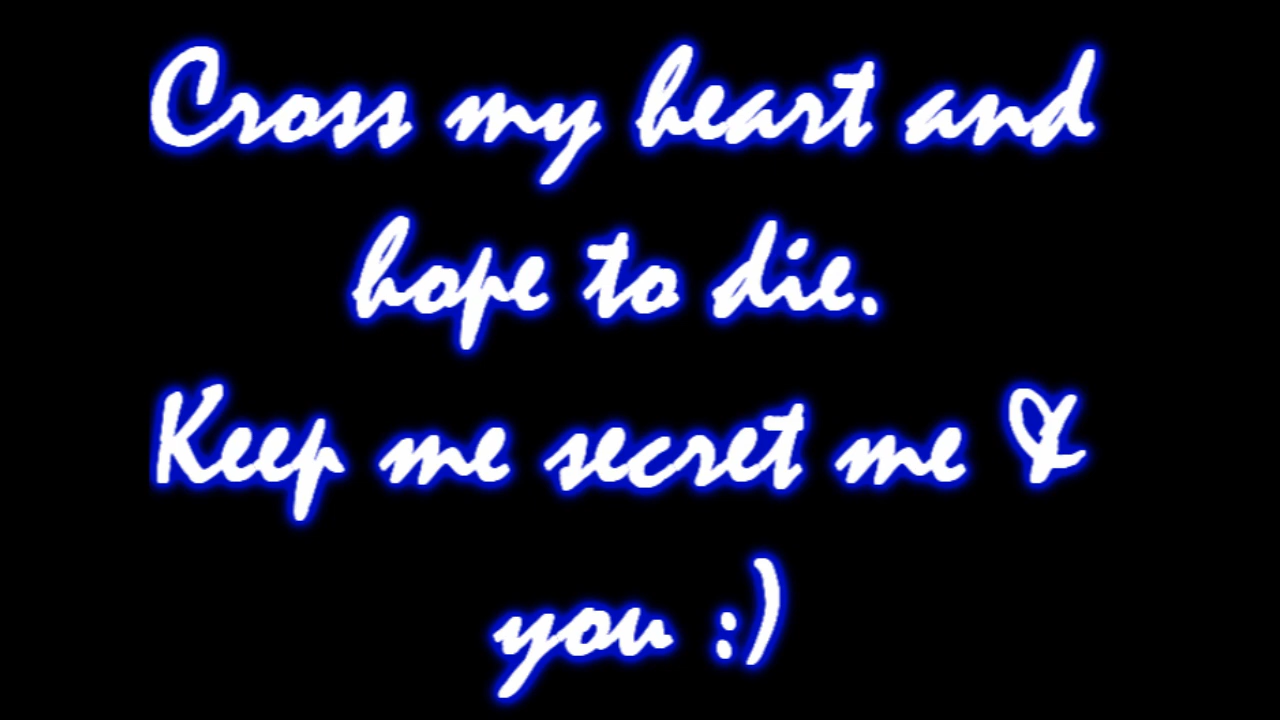 Cross my heart and
hope to die.
Keep me secret me &
you :)